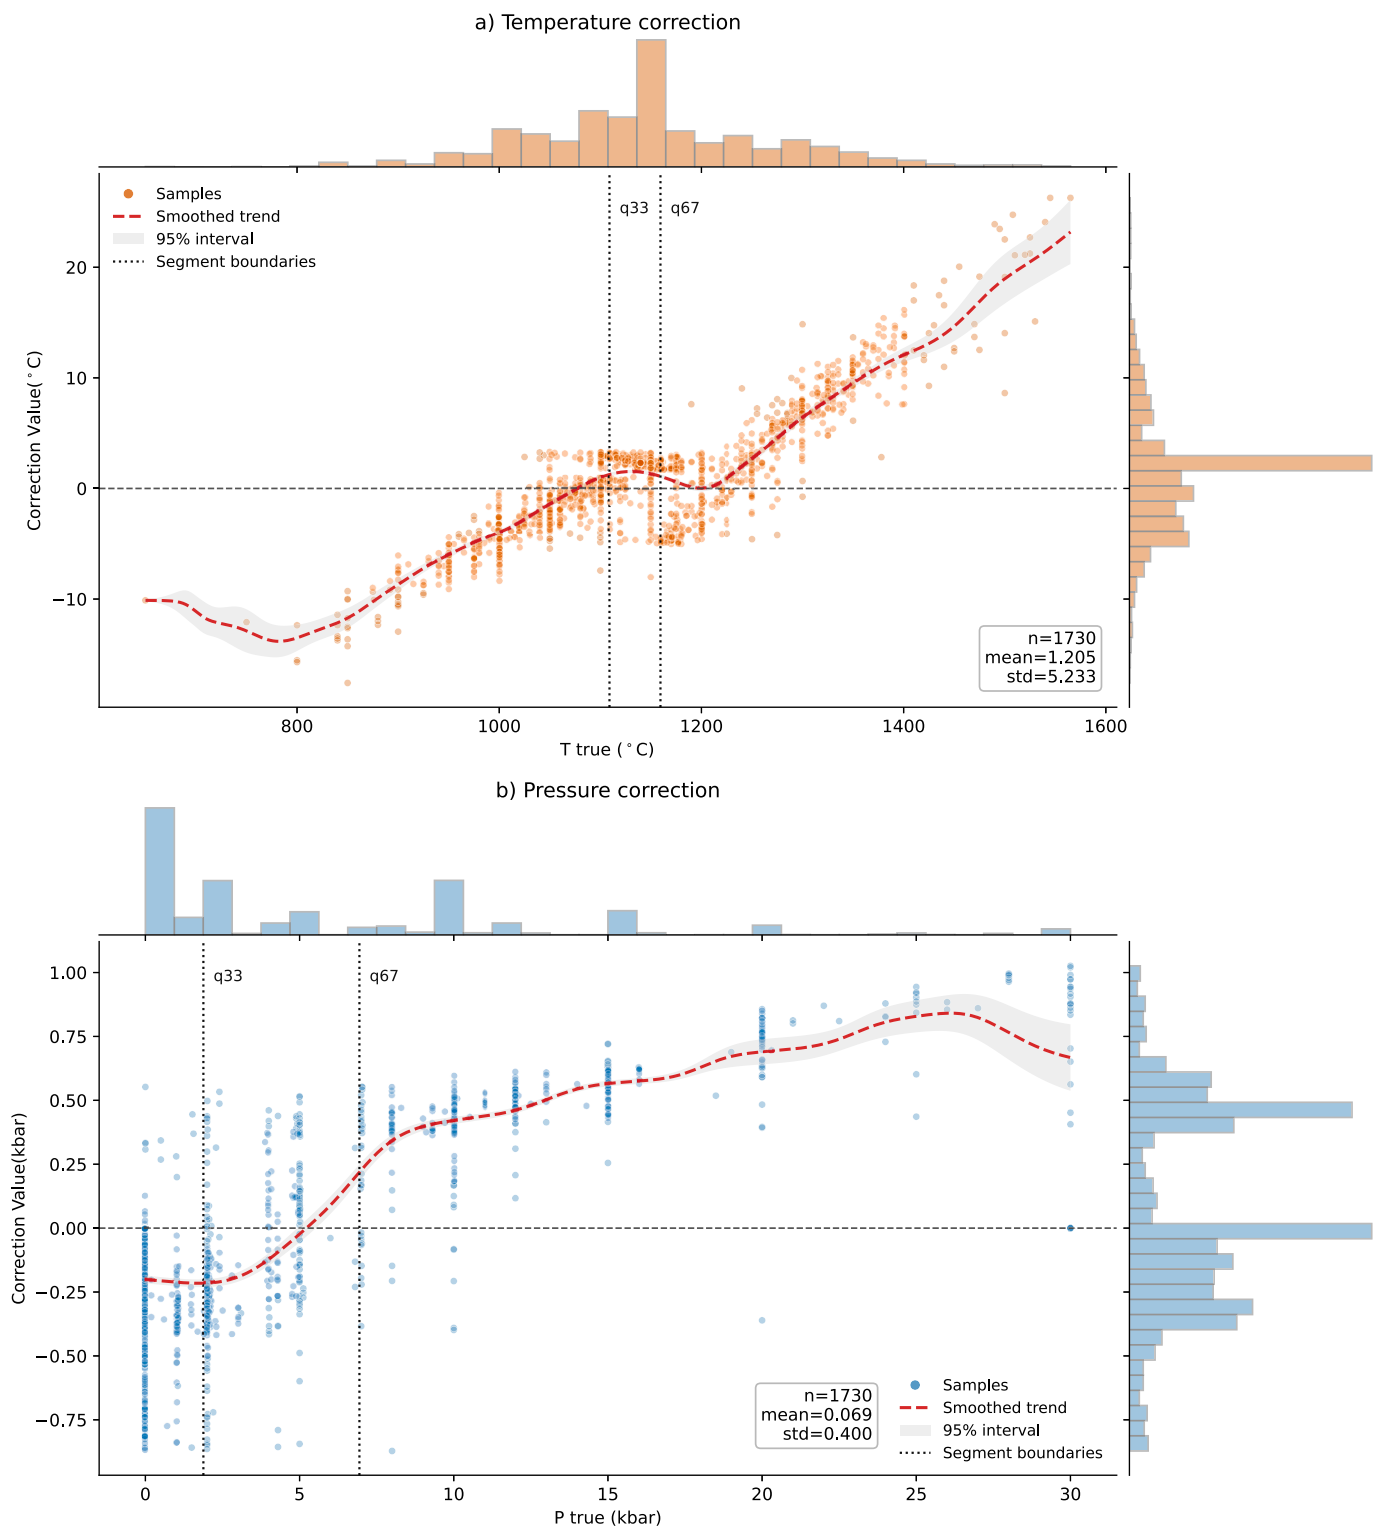 a) Temperature correction
Samples
Smoothed trend
95% interval
Segment boundaries
q33
q67
20
10
0
−10
Correction Value(°C)
n=1730
mean=1.205
std=5.233
800
1000
1200
1400
1600
T true (°C)
b) Pressure correction
q33
q67
1.00
0.75
0.50
0.25
0.00
−0.25
−0.50
−0.75
Correction Value(kbar)
n=1730
mean=0.069
std=0.400
Samples
Smoothed trend
95% interval
Segment boundaries
0
5
10
15
20
25
30
P true (kbar)